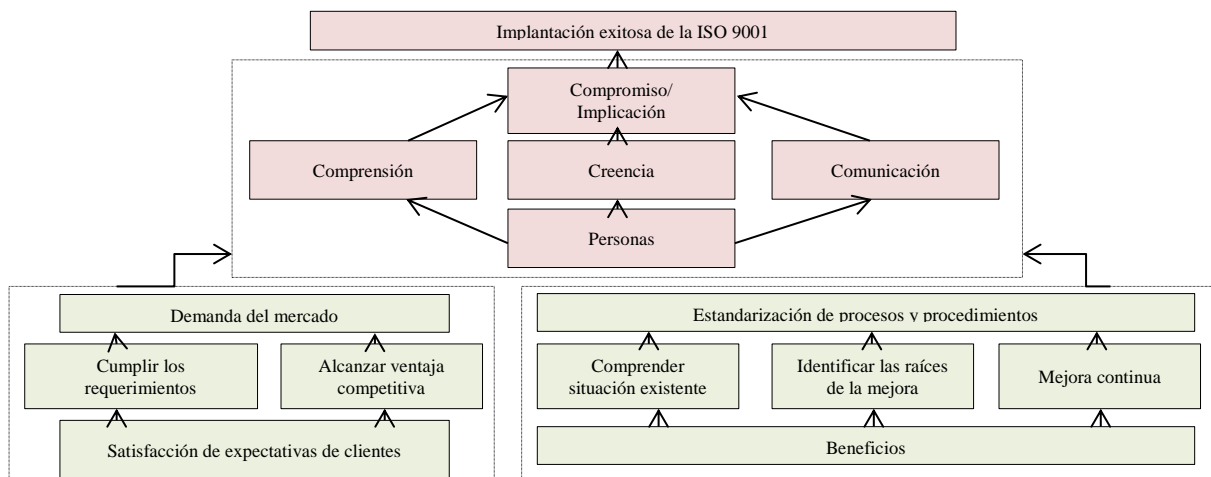 Implantación exitosa de la ISO 9001
Compromiso/
Implicación
Comprensión
Creencia
Comunicación
Personas
Demanda del mercado
Estandarización de procesos y procedimientos
Cumplir los
requerimientos
Alcanzar ventaja
competitiva
Comprender
situación existente
Identificar las raíces
de la mejora
Mejora continua
Satisfacción de expectativas de clientes
Beneficios